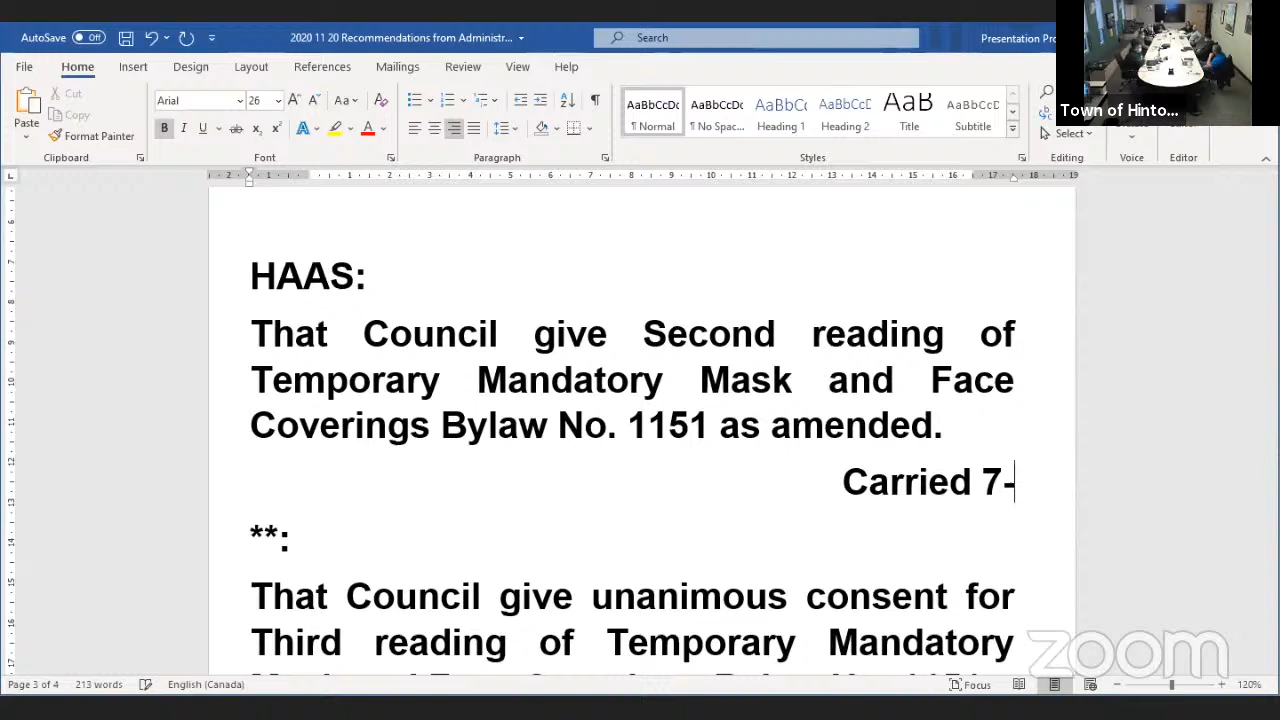 AutoSave Off 2020 11 20 Recommendations from Administr... Search Presentation Pro
File Home Insert Design Layout References Mailings Review View Help
Cut
Copy
Paste
Format Painter
Arial 26
AaBbCcDc AaBbCcDc AaBbCc AaBbCcD AaB AaBbCcD
¶ Normal ¶ No Spac... Heading 1 Heading 2 Title Subtitle
Select
Clipboard Font Paragraph Styles Editing Voice Editor
Town of Hinto...
HAAS:
That Council give Second reading of
Temporary Mandatory Mask and Face
Coverings Bylaw No. 1151 as amended.
Carried 7-
**:
That Council give unanimous consent for
Third reading of Temporary Mandatory
zoom
Page 3 of 4 213 words English (Canada) Focus 120%